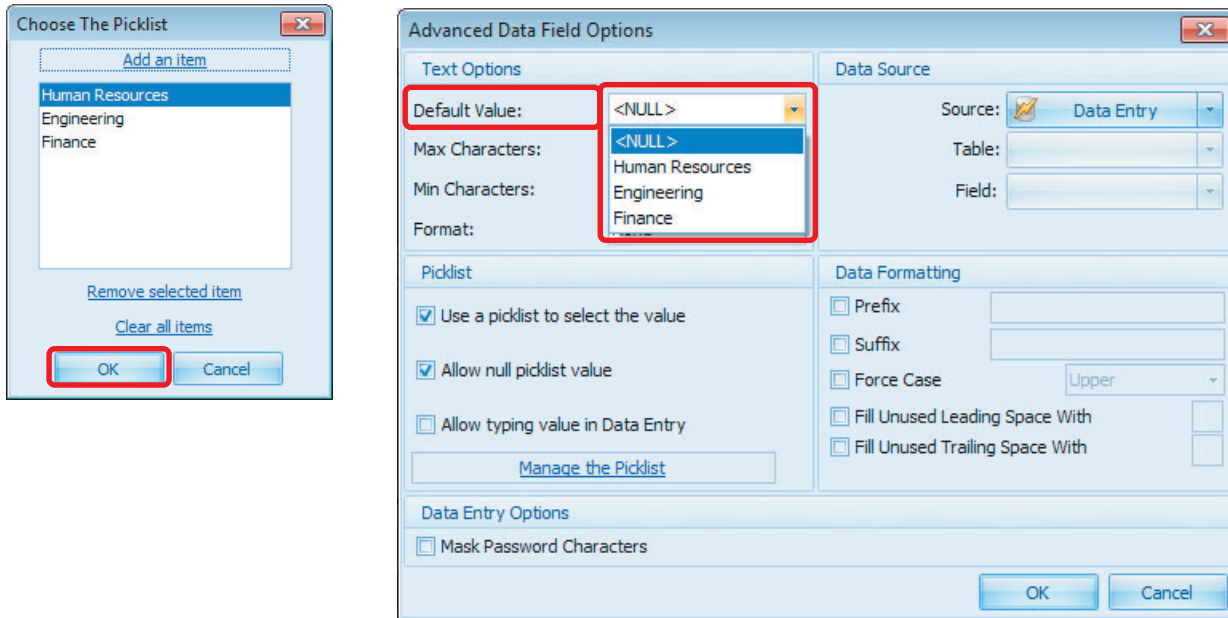 Choose The Picklist
Add an item
Human Resources
Engineering
Finance
Remove selected item
Clear all items
OK
Cancel
Advanced Data Field Options
Text Options
Default Value:
<NULL>
<NULL>
Human Resources
Engineering
Finance
Max Characters:
Min Characters:
Format:
Data Source
Source:
Data Entry
Table:
Field:
Picklist
Use a picklist to select the value
Allow null picklist value
Allow typing value in Data Entry
Manage the Picklist
Data Formatting
Prefix
Suffix
Force Case
Upper
Fill Unused Leading Space With
Fill Unused Trailing Space With
Data Entry Options
Mask Password Characters
OK
Cancel